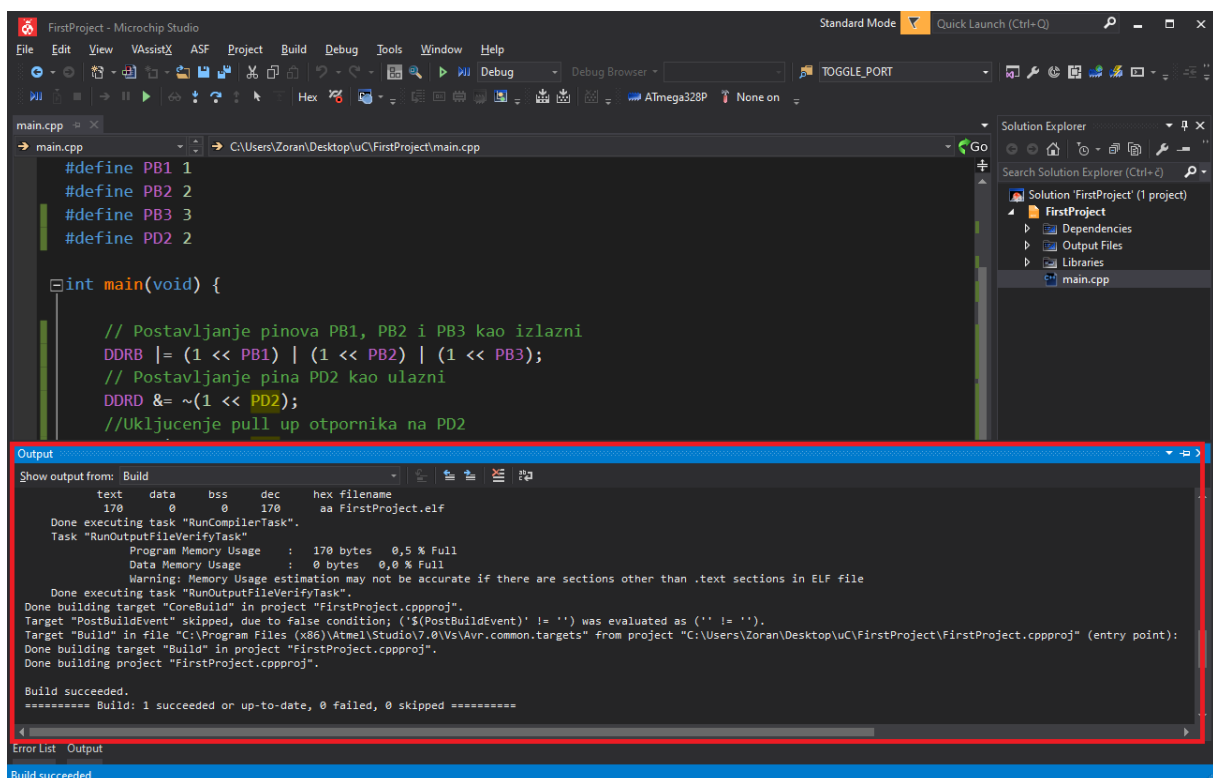 FirstProject - Microchip Studio
Standard Mode
Quick Launch (Ctrl+Q)
File Edit View VAssistX ASF Project Build Debug Tools Window Help
Debug
Debug Browser
TOGGLE_PORT
Hex
ATmega328P
None on
main.cpp
main.cpp
C:\Users\Zoran\Desktop\uC\FirstProject\main.cpp
Go
#define PB1 1
#define PB2 2
#define PB3 3
#define PD2 2
int main(void) {
// Postavljanje pinova PB1, PB2 i PB3 kao izlazni
DDRB |= (1 << PB1) | (1 << PB2) | (1 << PB3);
// Postavljanje pina PD2 kao ulazni
DDRD &= ~(1 << PD2);
//Ukljucenje pull up otpornika na PD2
Solution Explorer
Search Solution Explorer (Ctrl+č)
Solution 'FirstProject' (1 project)
FirstProject
Dependencies
Output Files
Libraries
main.cpp
Output
Show output from: Build
text data bss dec hex filename
170 0 0 170 aa FirstProject.elf
Done executing task "RunCompilerTask".
Task "RunOutputFileVerifyTask"
Program Memory Usage : 170 bytes 0,5 % Full
Data Memory Usage : 0 bytes 0,0 % Full
Warning: Memory Usage estimation may not be accurate if there are sections other than .text sections in ELF file
Done executing task "RunOutputFileVerifyTask".
Done building target "CoreBuild" in project "FirstProject.cppproj".
Target "PostBuildEvent" skipped, due to false condition; ('$(PostBuildEvent)' != '') was evaluated as ('' != '').
Target "Build" in file "C:\Program Files (x86)\Atmel\Studio\7.0\Vs\Avr.common.targets" from project "C:\Users\Zoran\Desktop\uC\FirstProject\FirstProject.cppproj" (entry point):
Done building target "Build" in project "FirstProject.cppproj".
Done building project "FirstProject.cppproj".
Build succeeded.
========== Build: 1 succeeded or up-to-date, 0 failed, 0 skipped ==========
Error List Output
Build succeeded